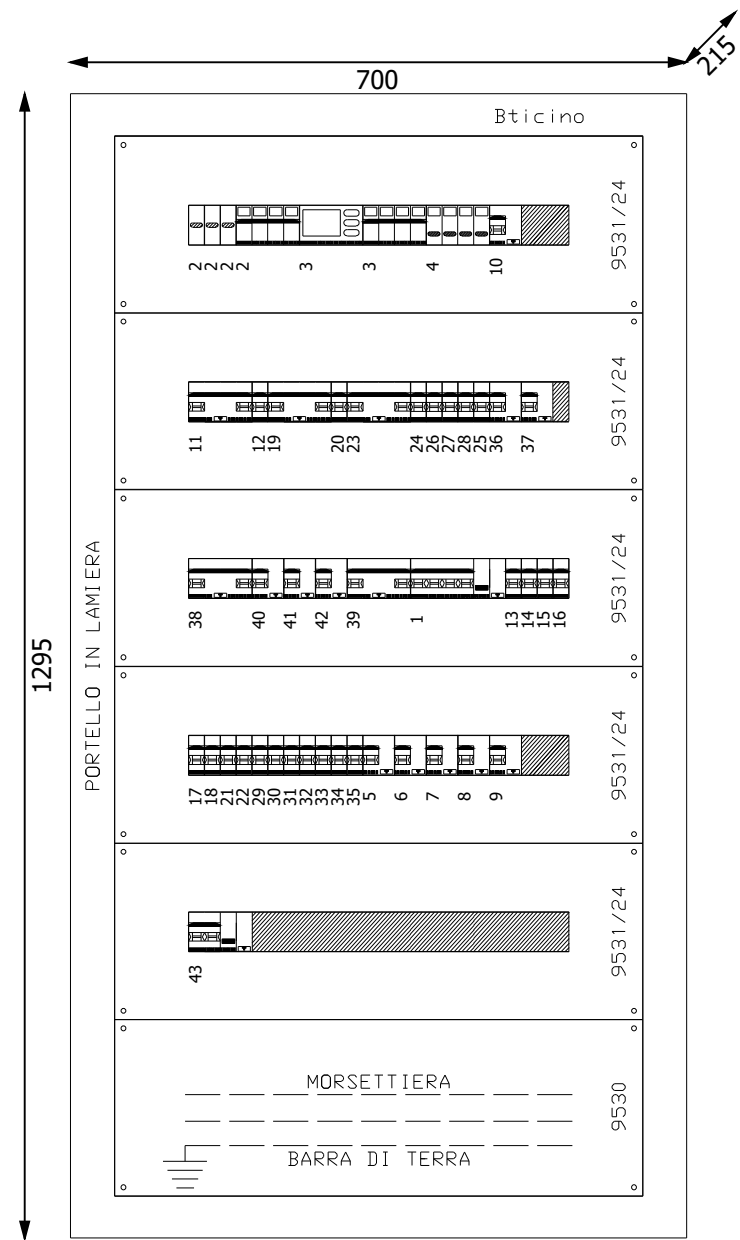 215
700
Bticino
1295
PORTELLO IN LAMIERA
9531/24
2 2 2 2 3 3 4 10
9531/24
11 12 19 20 23 24 26 27 28 25 36 37
9531/24
38 40 41 42 39 1 13 14 15 16
9531/24
17 18 21 22 29 30 31 32 33 34 35 5 6 7 8 9
9531/24
43
9530
MORSETTIERA
BARRA DI TERRA